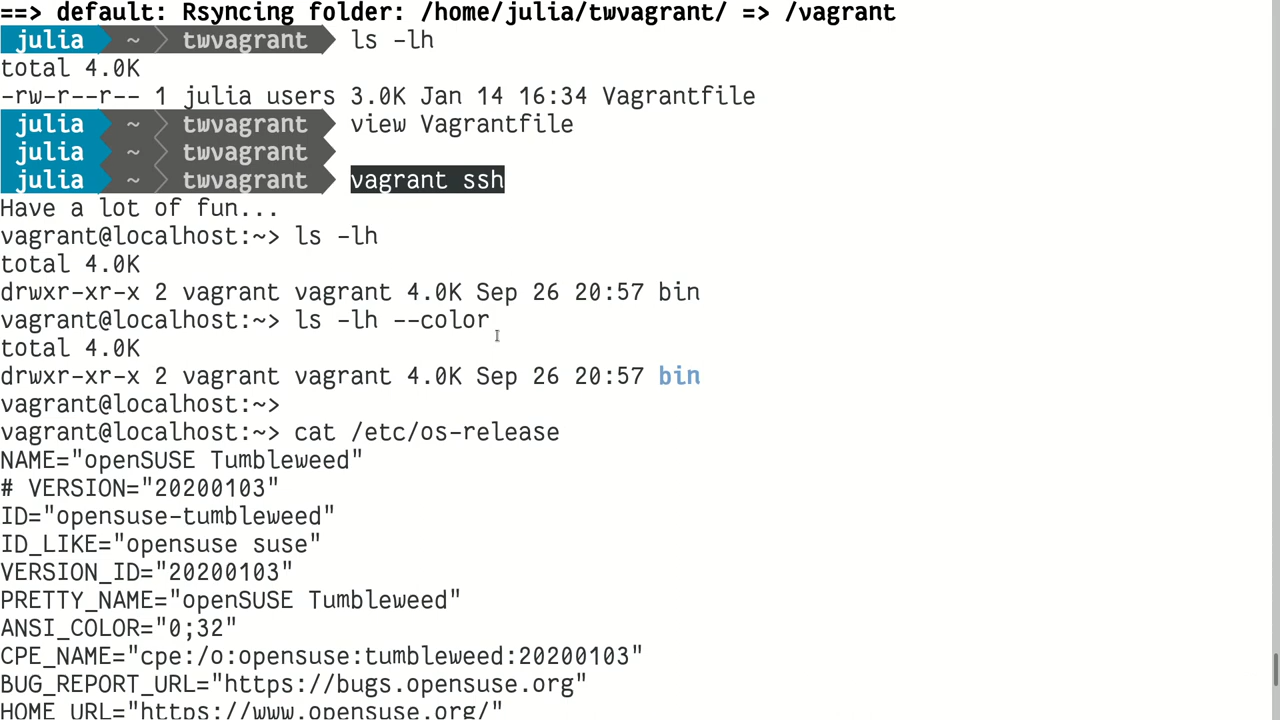 ==> default: Rsyncing folder: /home/julia/twvagrant/ => /vagrant
julia ~ twvagrant ls -lh
total 4.0K
-rw-r--r-- 1 julia users 3.0K Jan 14 16:34 Vagrantfile
julia ~ twvagrant view Vagrantfile
julia ~ twvagrant
julia ~ twvagrant vagrant ssh
Have a lot of fun...
vagrant@localhost:~> ls -lh
total 4.0K
drwxr-xr-x 2 vagrant vagrant 4.0K Sep 26 20:57 bin
vagrant@localhost:~> ls -lh --color
total 4.0K
drwxr-xr-x 2 vagrant vagrant 4.0K Sep 26 20:57 bin
vagrant@localhost:~>
vagrant@localhost:~> cat /etc/os-release
NAME="openSUSE Tumbleweed"
# VERSION="20200103"
ID="opensuse-tumbleweed"
ID_LIKE="opensuse suse"
VERSION_ID="20200103"
PRETTY_NAME="openSUSE Tumbleweed"
ANSI_COLOR="0;32"
CPE_NAME="cpe:/o:opensuse:tumbleweed:20200103"
BUG_REPORT_URL="https://bugs.opensuse.org"
HOME_URL="https://www.opensuse.org/"